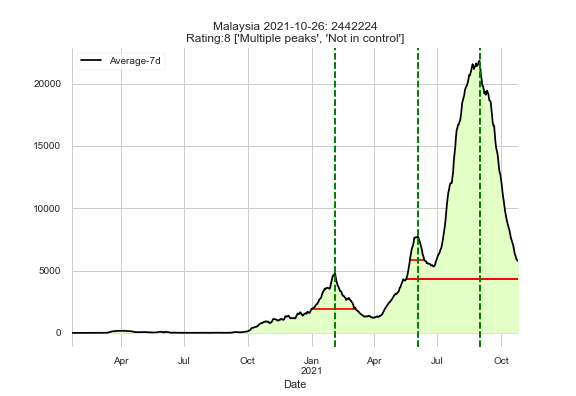 Malaysia 2021-10-26: 2442224
Rating:8 ['Multiple peaks', 'Not in control']
Average-7d
20000
15000
10000
5000
0
Apr Jul Oct Jan Apr Jul Oct
2021
Date